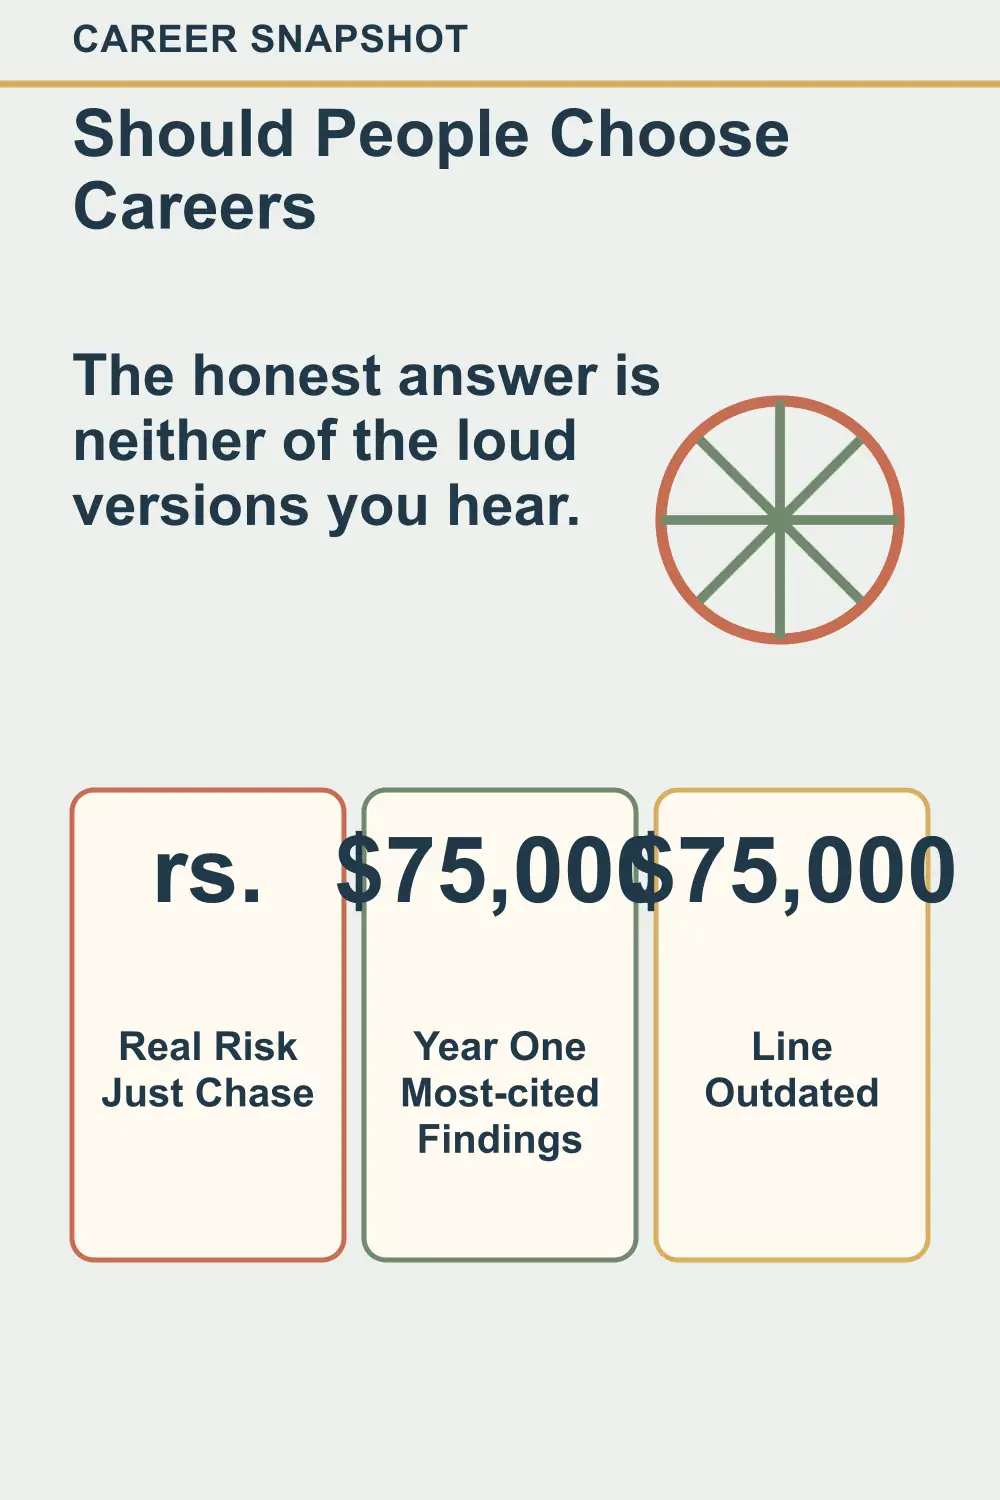 CAREER SNAPSHOT
Should People Choose
Careers
The honest answer is
neither of the loud
versions you hear.
rs.
$75,000
$75,000
Real Risk
Just Chase
Year One
Most-cited
Findings
Line
Outdated